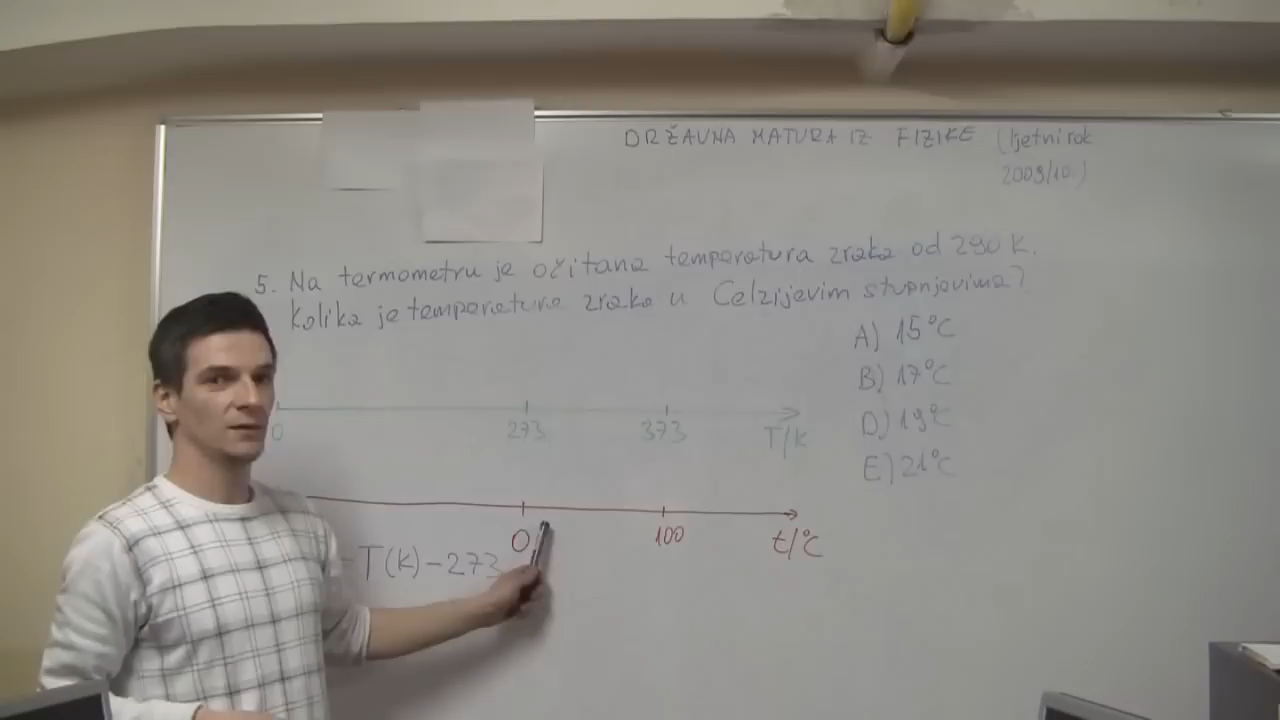 DRŽAVNA MATURA IZ FIZIKE (ljetni rok
2009/10.)
5. Na termometru je očitana temperatura zraka od 290 K.
Kolika je temperatura zraka u Celzijevim stupnjevima?
A) 15°C
B) 17°C
D) 19°C
E) 21°C
0 273 373 T/K
0 100 t/°C
= T(K) - 273